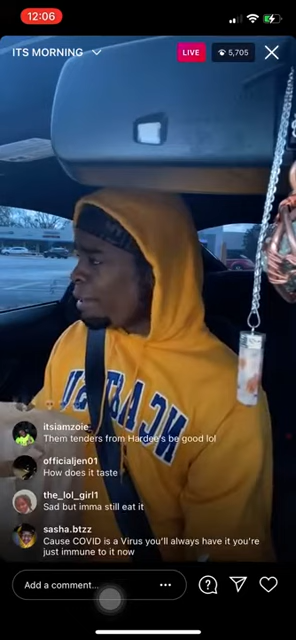 12:06
ITS MORNING
LIVE
5,705
NC A&T
itsiamzoie
Them tenders from Hardee's be good lol
officialjen01
How does it taste
the_lol_girl1
Sad but imma still eat it
sasha.btzz
Cause COVID is a Virus you'll always have it you're
just immune to it now
Add a comment...